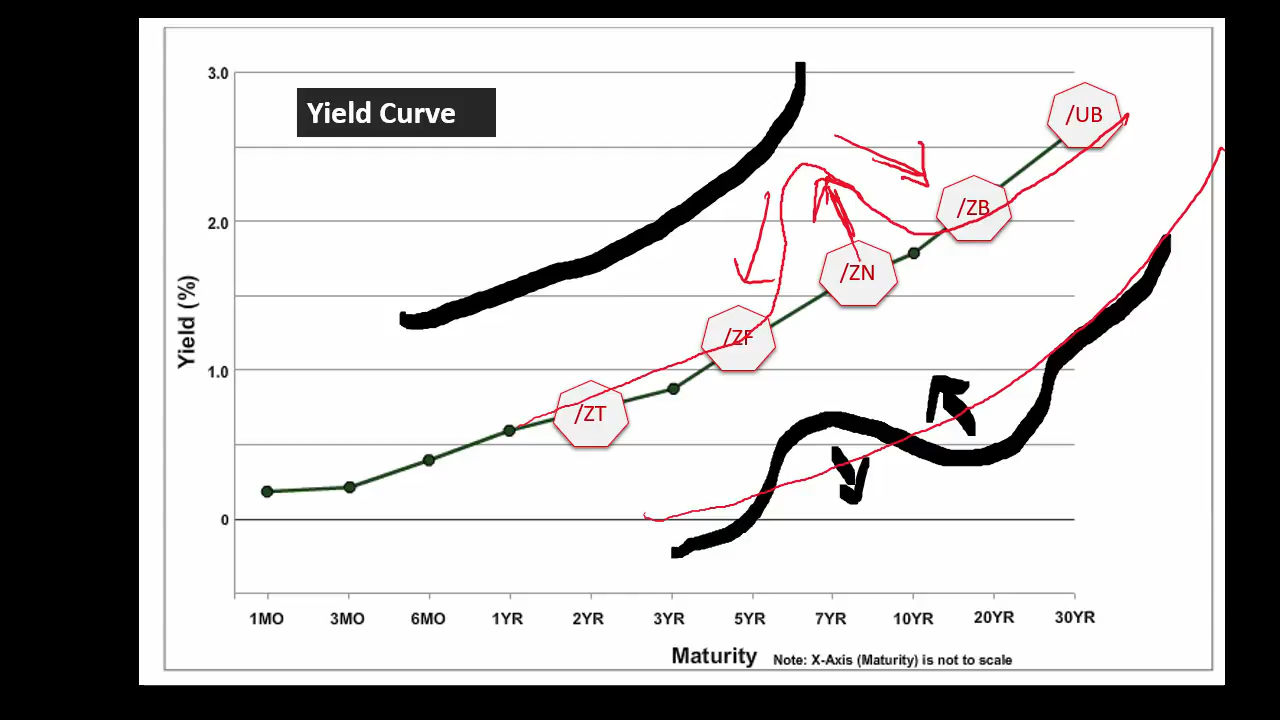 3.0
Yield Curve
/UB
2.0
/ZB
/ZN
/ZF
1.0
/ZT
0
Yield (%)
1MO 3MO 6MO 1YR 2YR 3YR 5YR 7YR 10YR 20YR 30YR
Maturity Note: X-Axis (Maturity) is not to scale